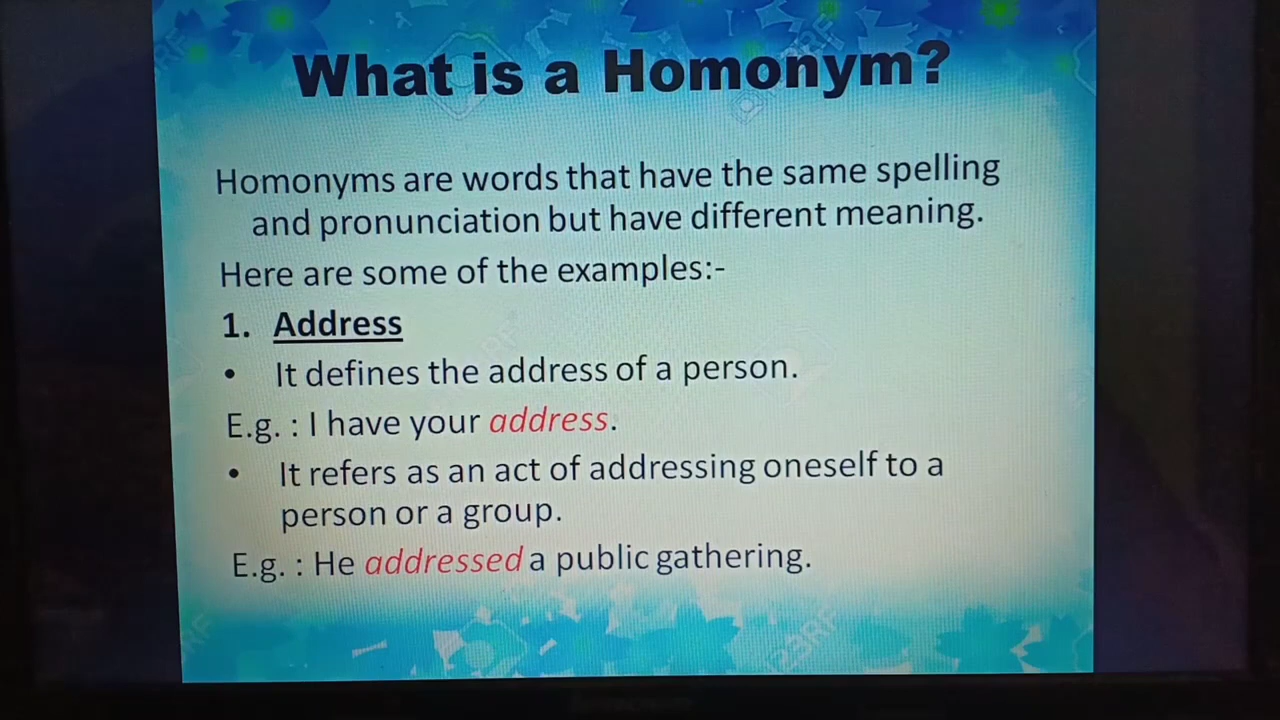 What is a Homonym?
Homonyms are words that have the same spelling
and pronunciation but have different meaning.
Here are some of the examples:-
1. Address
• It defines the address of a person.
E.g. : I have your address.
• It refers as an act of addressing oneself to a
person or a group.
E.g. : He addressed a public gathering.
123RF